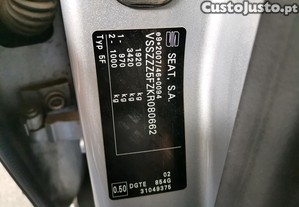 CustoJusto.pt
SEAT, S.A.
e9*2007/46*0094
VSSZZZ5FZKR080662
1920 kg
3420 kg
1- 1000 kg
2- kg
Typ 5F
02
0.50 DGTE 854G
31049375